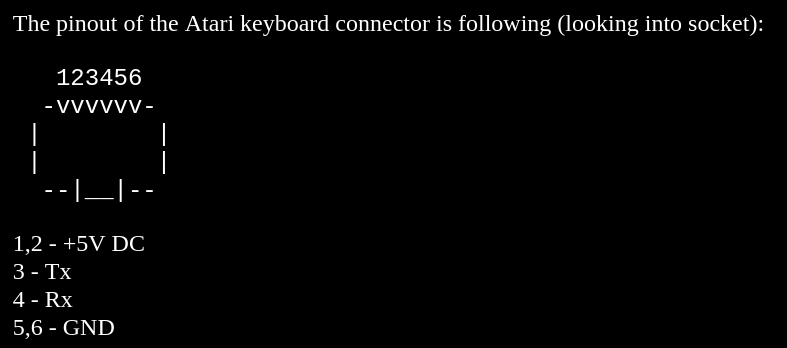 The pinout of the Atari keyboard connector is following (looking into socket):
   123456
  -vvvvvv-
 |        |
 |        |
  --|__|--
1,2 - +5V DC
3 - Tx
4 - Rx
5,6 - GND